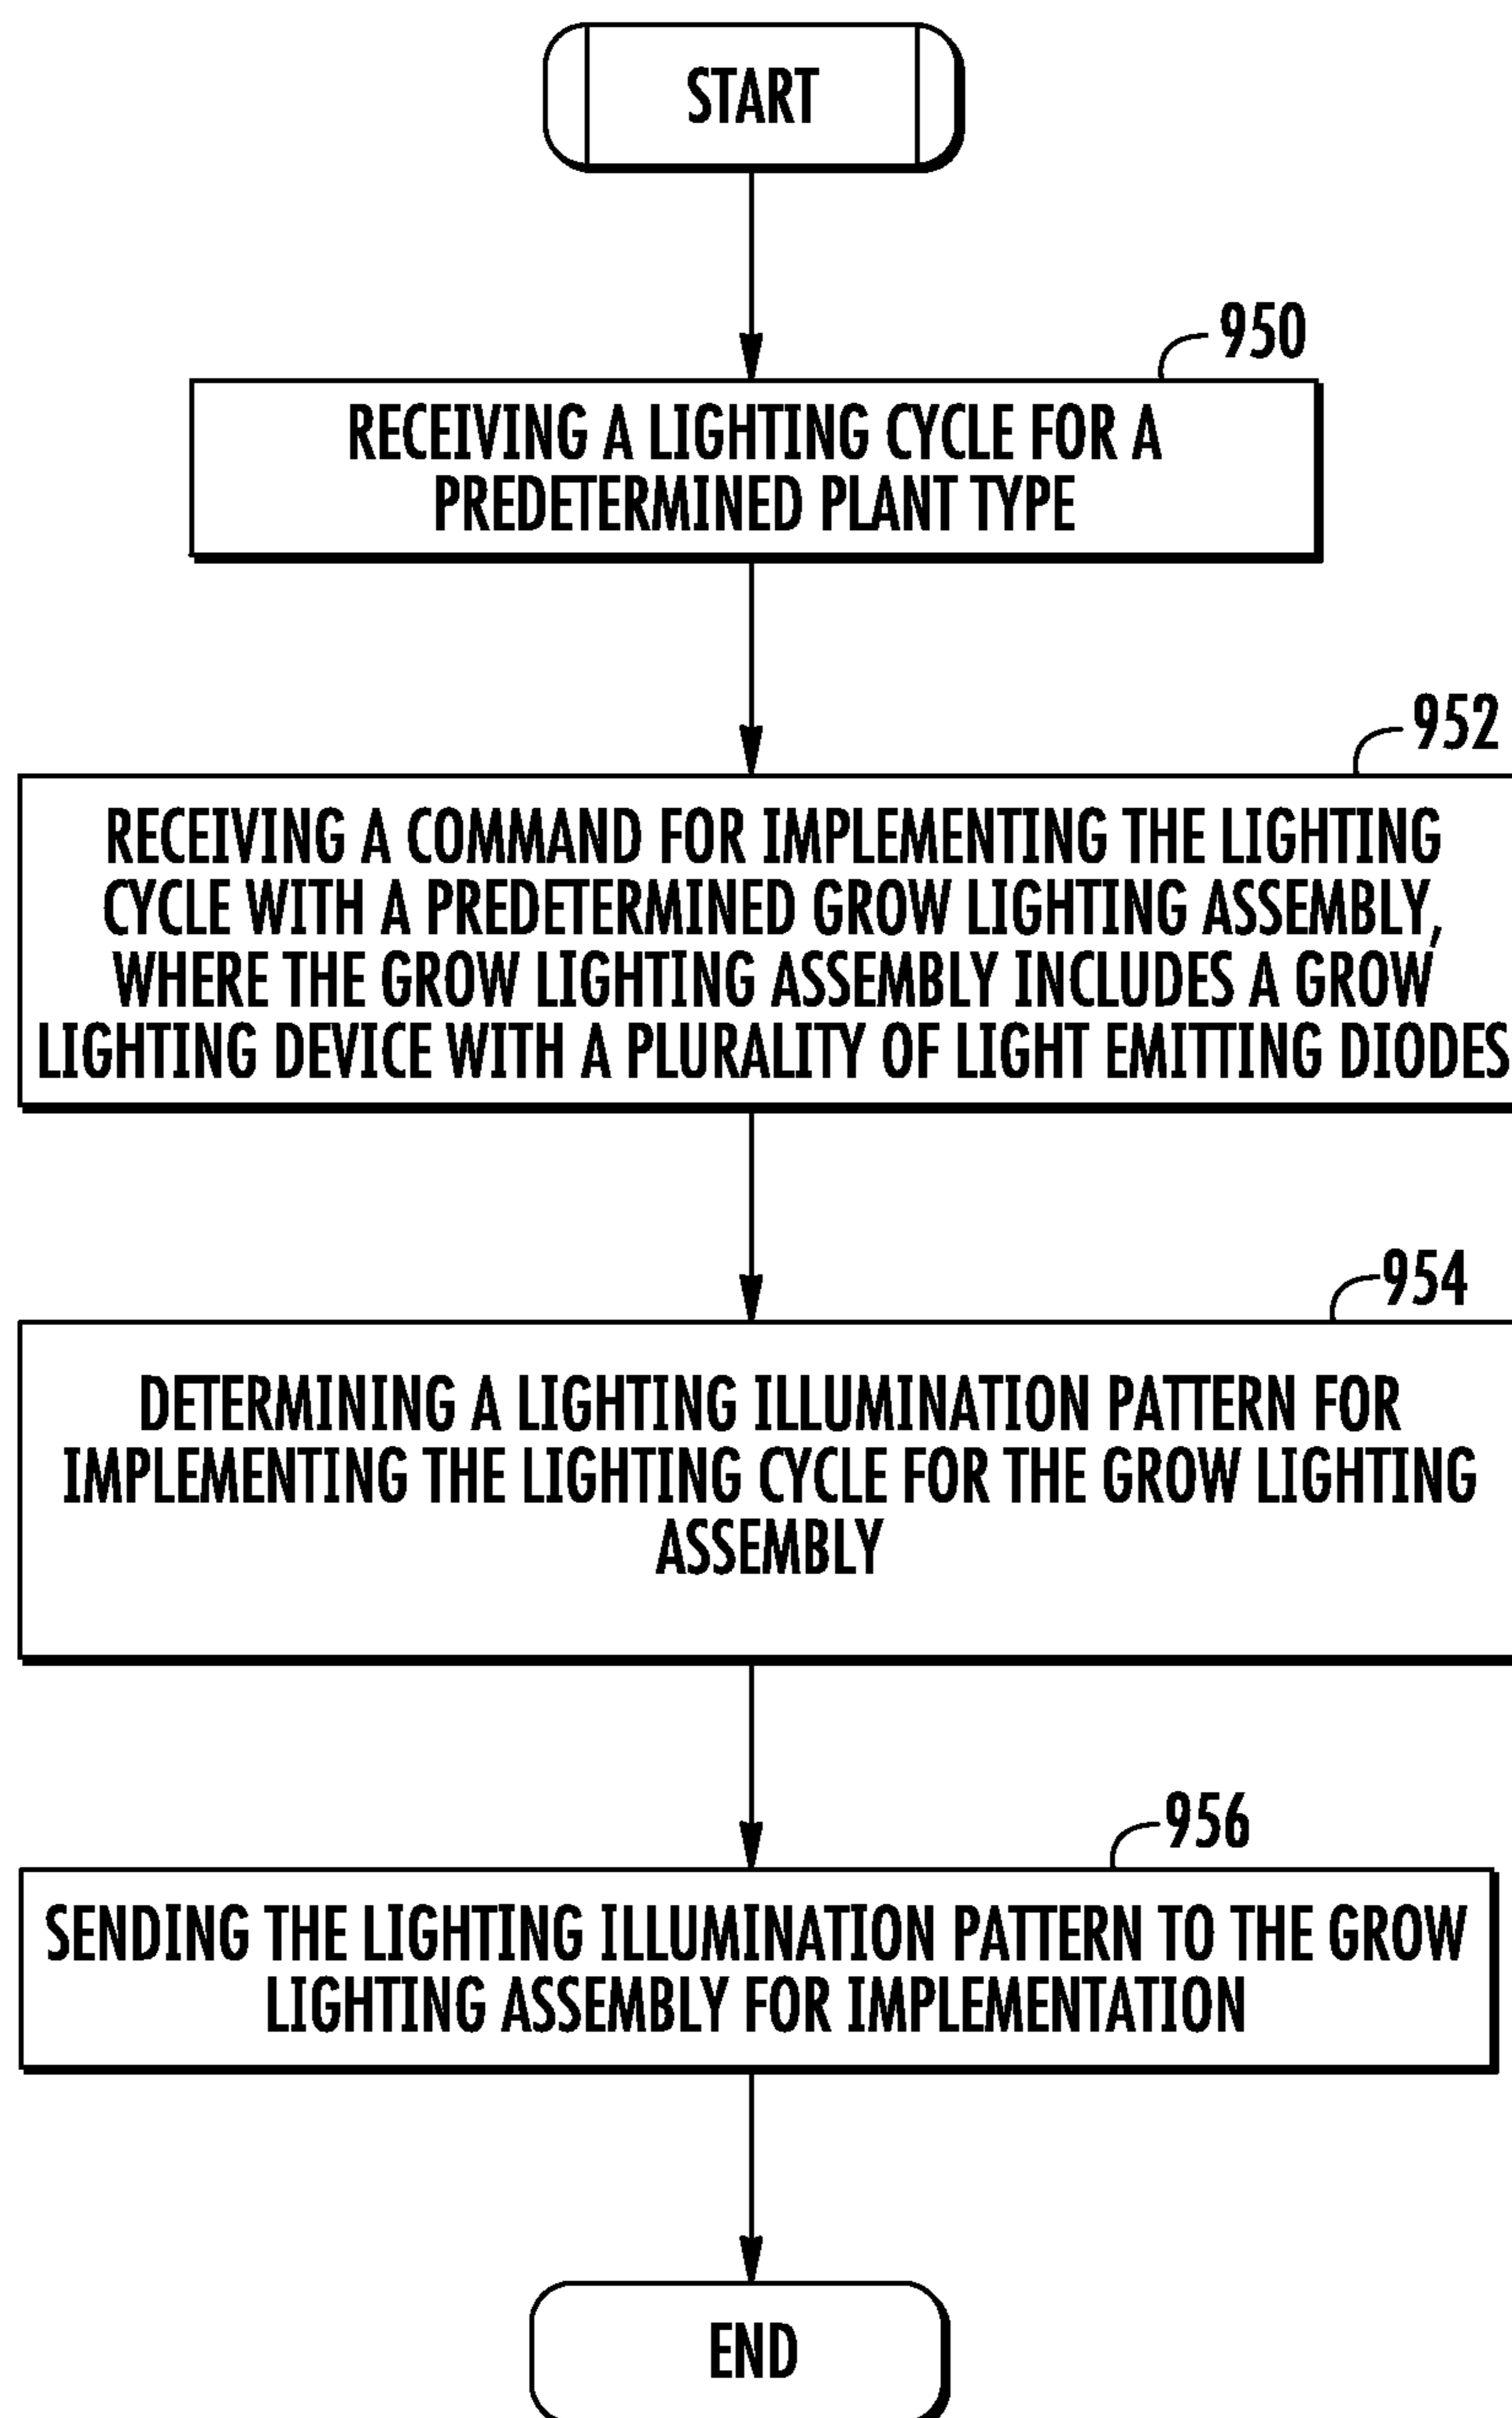 START
950
RECEIVING A LIGHTING CYCLE FOR A
PREDETERMINED PLANT TYPE
952
RECEIVING A COMMAND FOR IMPLEMENTING THE LIGHTING
CYCLE WITH A PREDETERMINED GROW LIGHTING ASSEMBLY,
WHERE THE GROW LIGHTING ASSEMBLY INCLUDES A GROW
LIGHTING DEVICE WITH A PLURALITY OF LIGHT EMITTING DIODES
954
DETERMINING A LIGHTING ILLUMINATION PATTERN FOR
IMPLEMENTING THE LIGHTING CYCLE FOR THE GROW LIGHTING
ASSEMBLY
956
SENDING THE LIGHTING ILLUMINATION PATTERN TO THE GROW
LIGHTING ASSEMBLY FOR IMPLEMENTATION
END